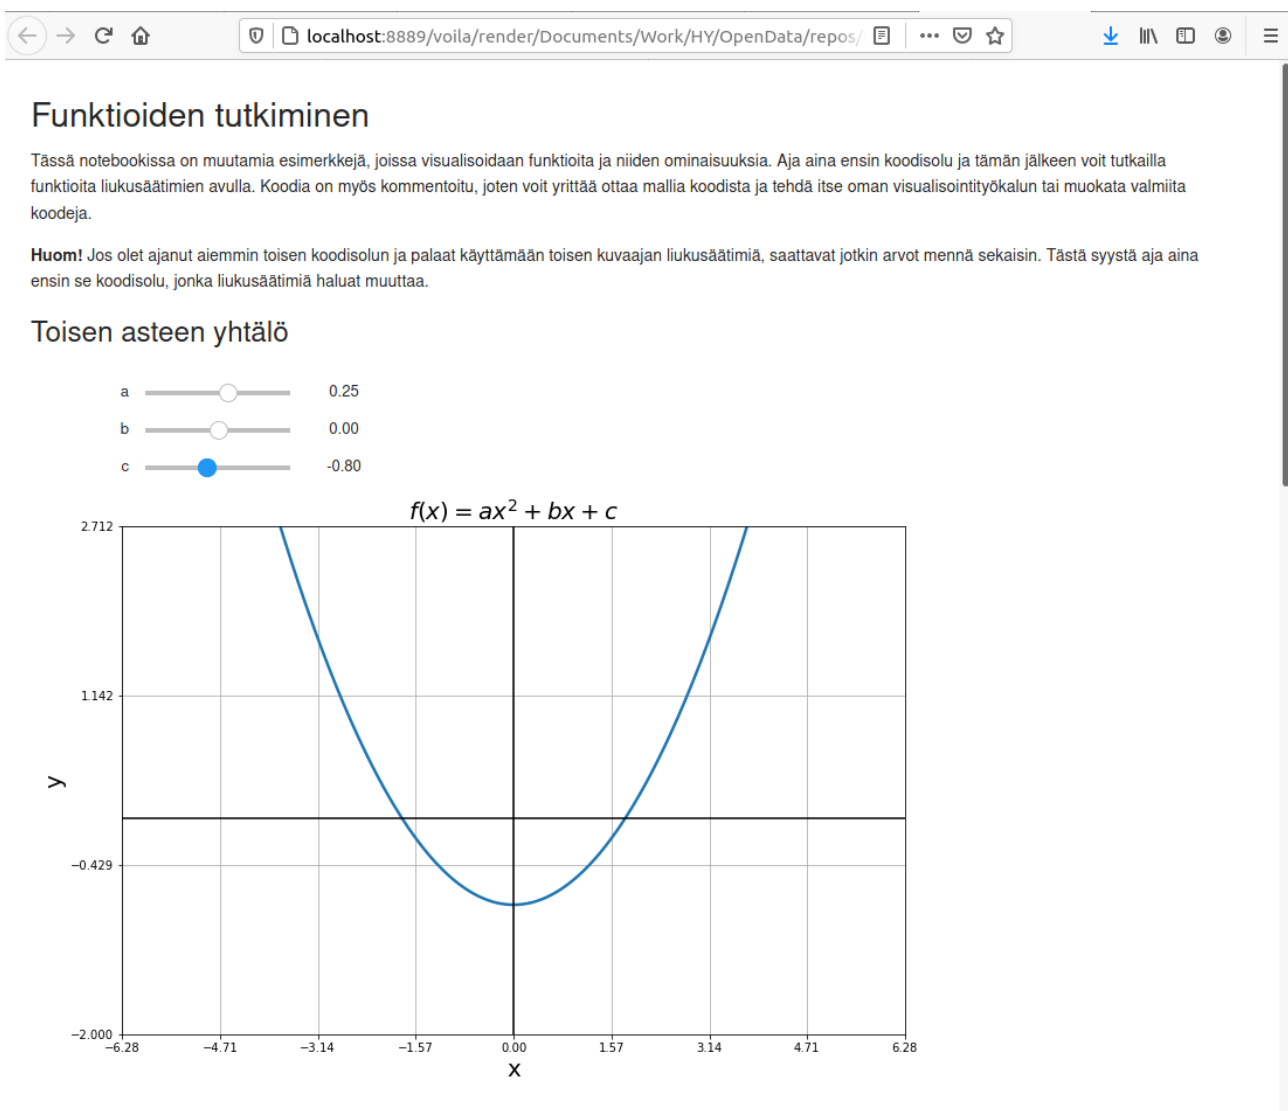 localhost:8889/voila/render/Documents/Work/HY/OpenData/repos/
Funktioiden tutkiminen
Tässä notebookissa on muutamia esimerkkejä, joissa visualisoidaan funktioita ja niiden ominaisuuksia. Aja aina ensin koodisolu ja tämän jälkeen voit tutkailla
funktioita liukusäätimien avulla. Koodia on myös kommentoitu, joten voit yrittää ottaa mallia koodista ja tehdä itse oman visualisointityökalun tai muokata valmiita
koodeja.
Huom! Jos olet ajanut aiemmin toisen koodisolun ja palaat käyttämään toisen kuvaajan liukusäätimiä, saattavat jotkin arvot mennä sekaisin. Tästä syystä aja aina
ensin se koodisolu, jonka liukusäätimiä haluat muuttaa.
Toisen asteen yhtälö
a 0.25
b 0.00
c -0.80
f(x) = ax² + bx + c
2.712
1.142
y
−0.429
−2.000
−6.28 −4.71 −3.14 −1.57 0.00 1.57 3.14 4.71 6.28
x